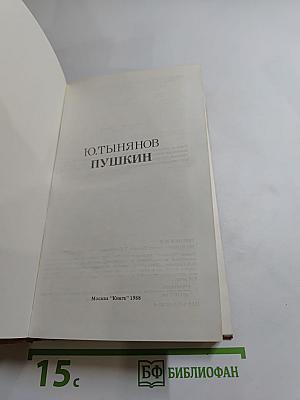 Ю.ТЫНЯНОВ
ПУШКИН
Москва "Книга" 1988
15с
БФ БИБЛИОФАН